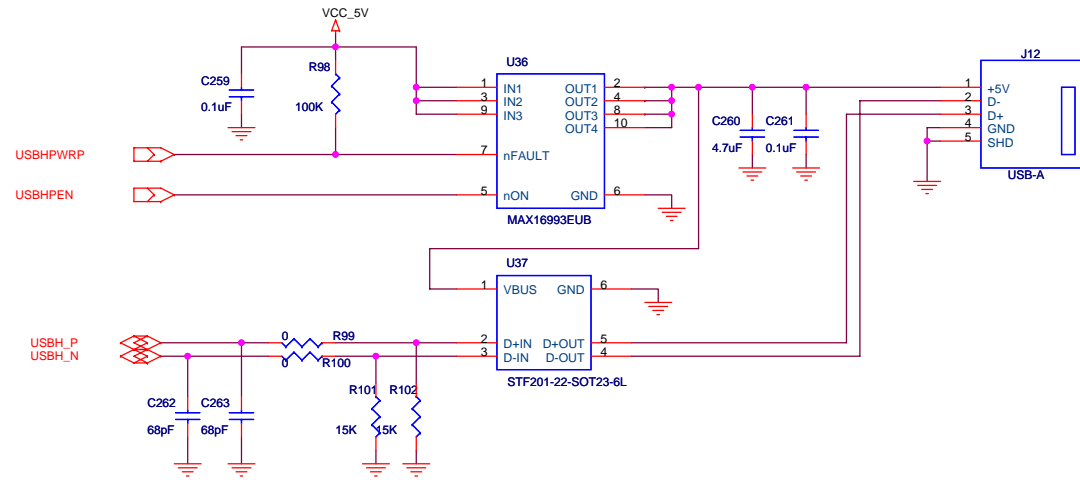 VCC_5V
J12
U36
R98
C259
0.1uF
100K
1
IN1
OUT1
2
3
IN2
OUT2
4
9
IN3
OUT3
8
OUT4
10
1
+5V
2
D-
3
D+
4
GND
5
SHD
C260
C261
4.7uF
0.1uF
USBHPWRP
7
nFAULT
USB-A
USBHPEN
5
nON
GND
6
MAX16993EUB
U37
1
VBUS
GND
6
USBH_P
0
R99
2
D+IN
D+OUT
5
USBH_N
0
R100
3
D-IN
D-OUT
4
STF201-22-SOT23-6L
R101
R102
C262
C263
68pF
68pF
15K
15K